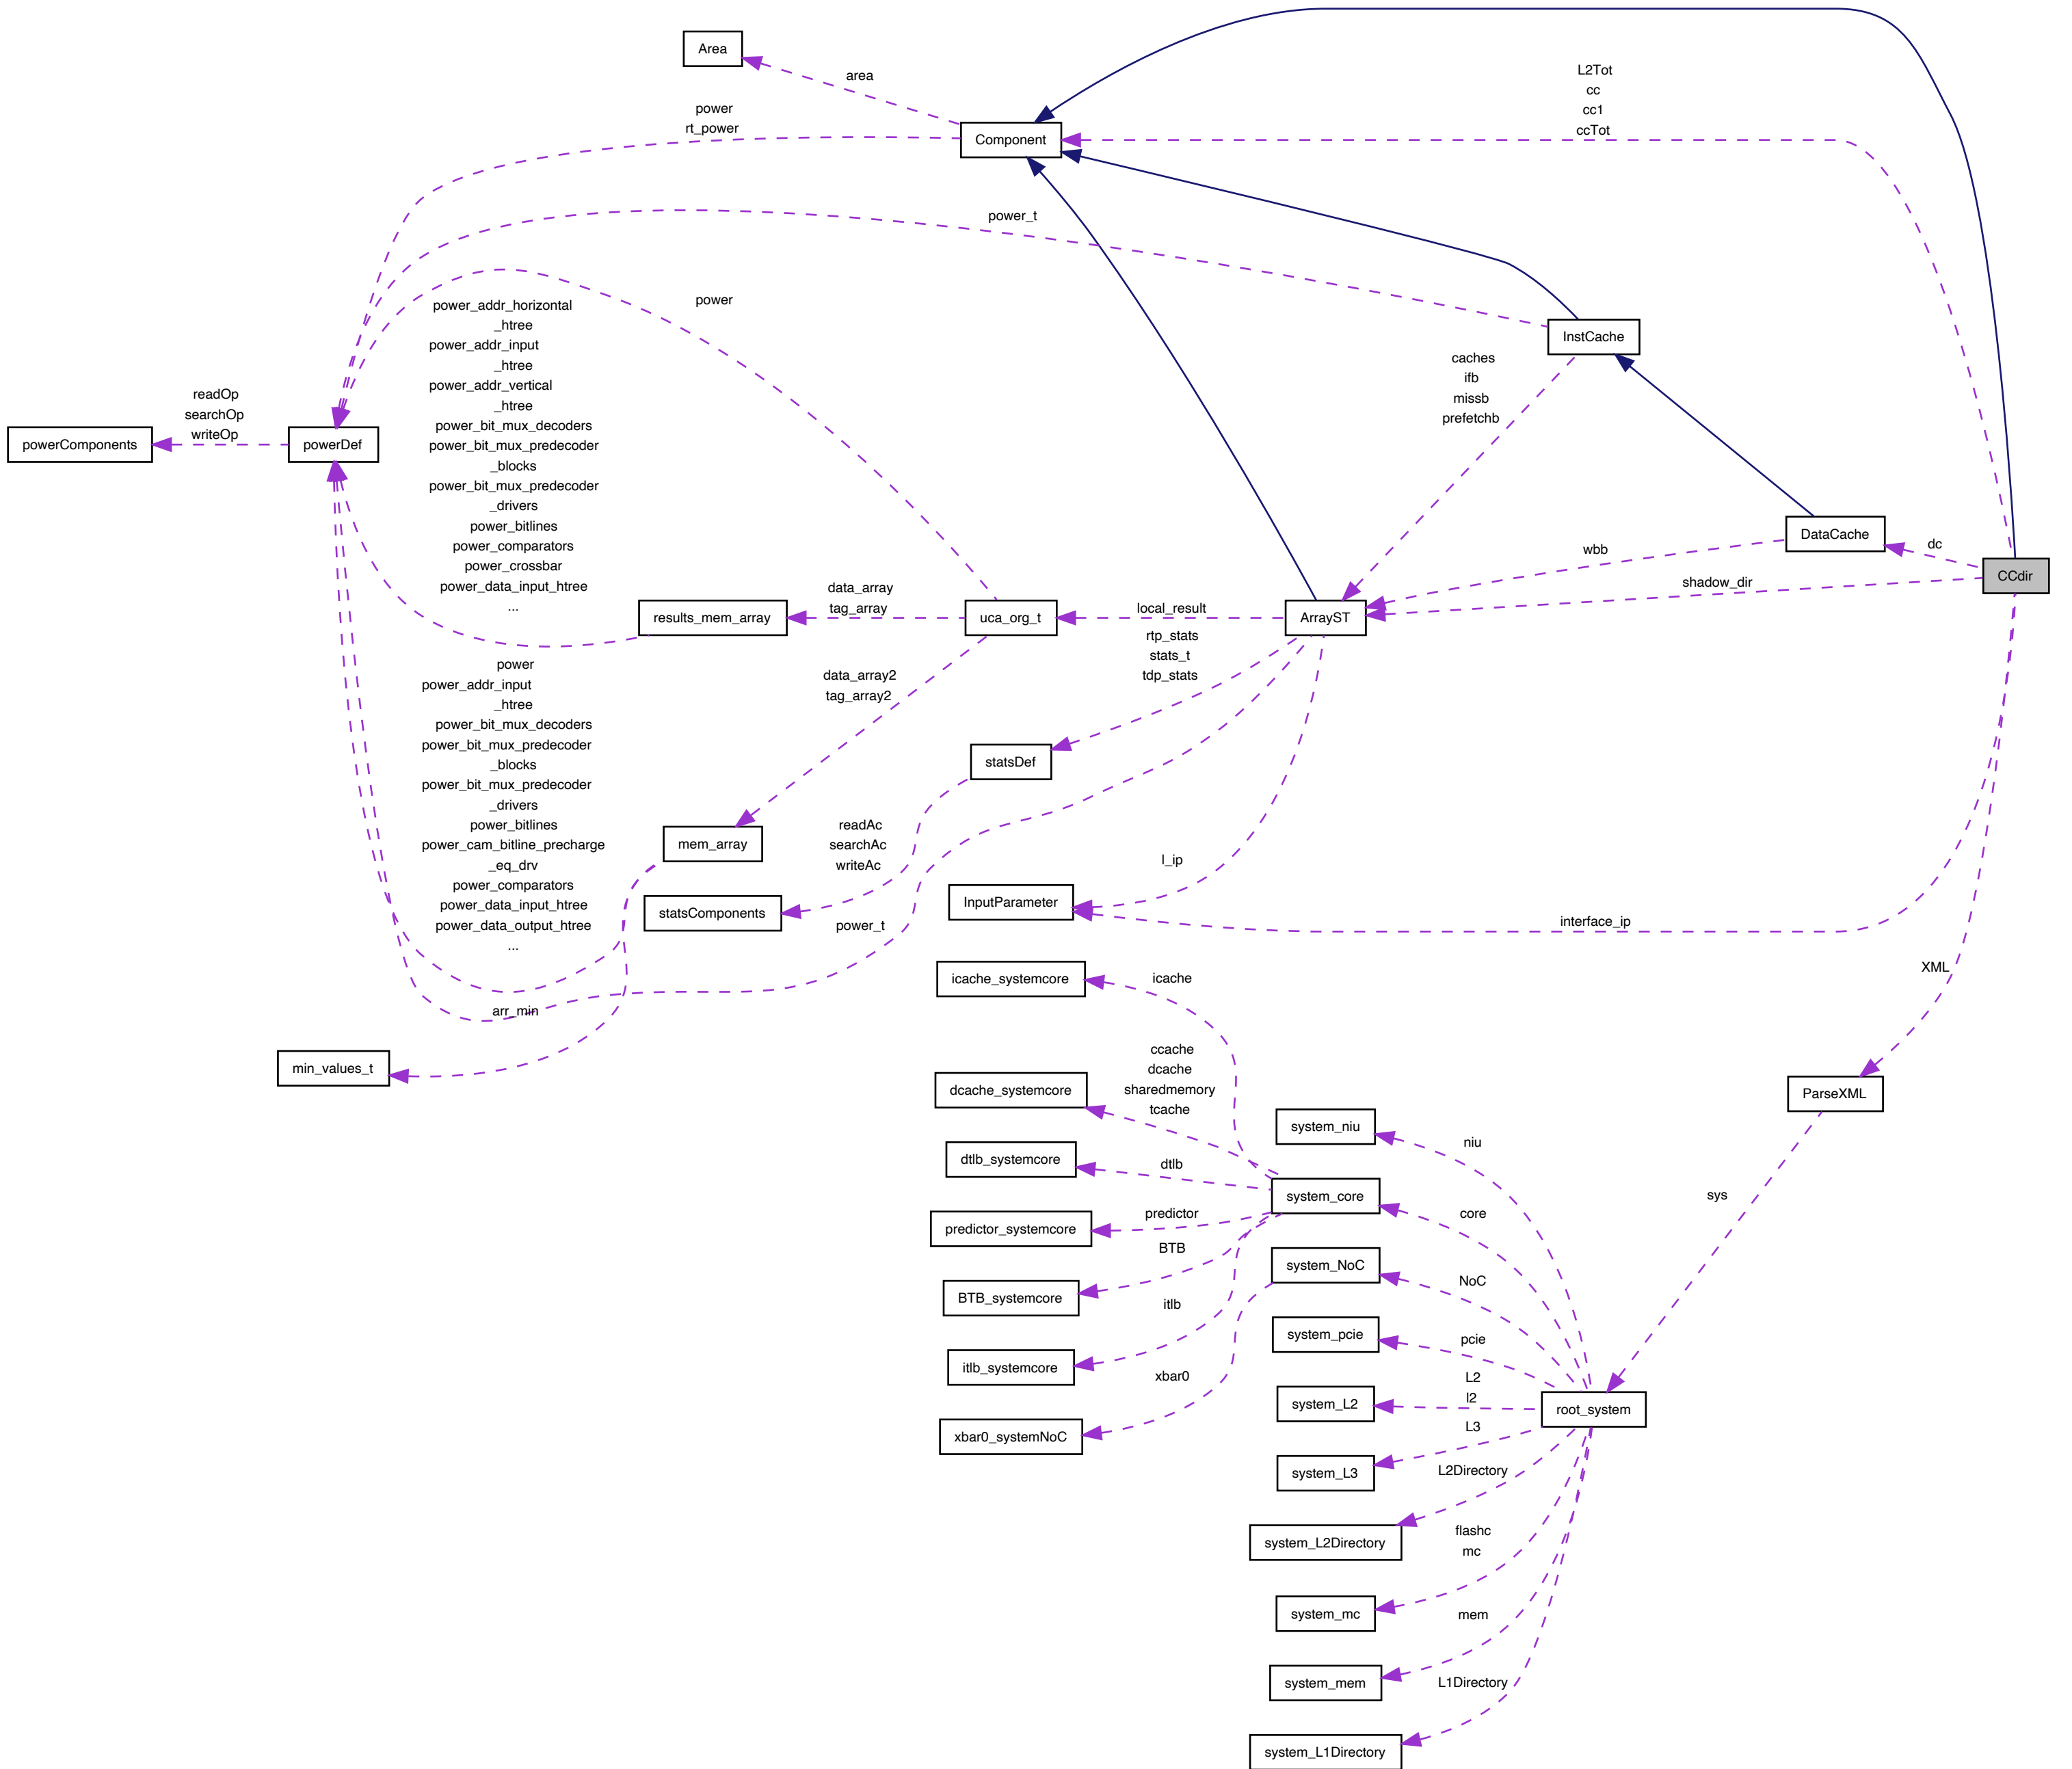 Area
area
L2Tot
cc
cc1
ccTot
power
rt_power
Component
power_t
power
InstCache
caches
ifb
missb
prefetchb
power_addr_horizontal
_htree
power_addr_input
_htree
power_addr_vertical
_htree
power_bit_mux_decoders
power_bit_mux_predecoder
_blocks
power_bit_mux_predecoder
_drivers
power_bitlines
power_comparators
power_crossbar
power_data_input_htree
...
readOp
searchOp
writeOp
powerComponents
powerDef
DataCache
dc
CCdir
wbb
shadow_dir
data_array
tag_array
results_mem_array
uca_org_t
local_result
ArrayST
rtp_stats
stats_t
tdp_stats
data_array2
tag_array2
power
power_addr_input
_htree
power_bit_mux_decoders
power_bit_mux_predecoder
_blocks
power_bit_mux_predecoder
_drivers
power_bitlines
power_cam_bitline_precharge
_eq_drv
power_comparators
power_data_input_htree
power_data_output_htree
...
statsDef
mem_array
readAc
searchAc
writeAc
statsComponents
l_ip
InputParameter
interface_ip
power_t
XML
icache_systemcore
icache
arr_min
min_values_t
ccache
dcache
sharedmemory
tcache
dcache_systemcore
ParseXML
system_niu
niu
dtlb_systemcore
dtlb
system_core
sys
predictor_systemcore
predictor
core
BTB
system_NoC
NoC
BTB_systemcore
itlb
system_pcie
pcie
itlb_systemcore
xbar0
L2
l2
system_L2
root_system
xbar0_systemNoC
L3
system_L3
L2Directory
system_L2Directory
flashc
mc
system_mc
mem
system_mem
L1Directory
system_L1Directory